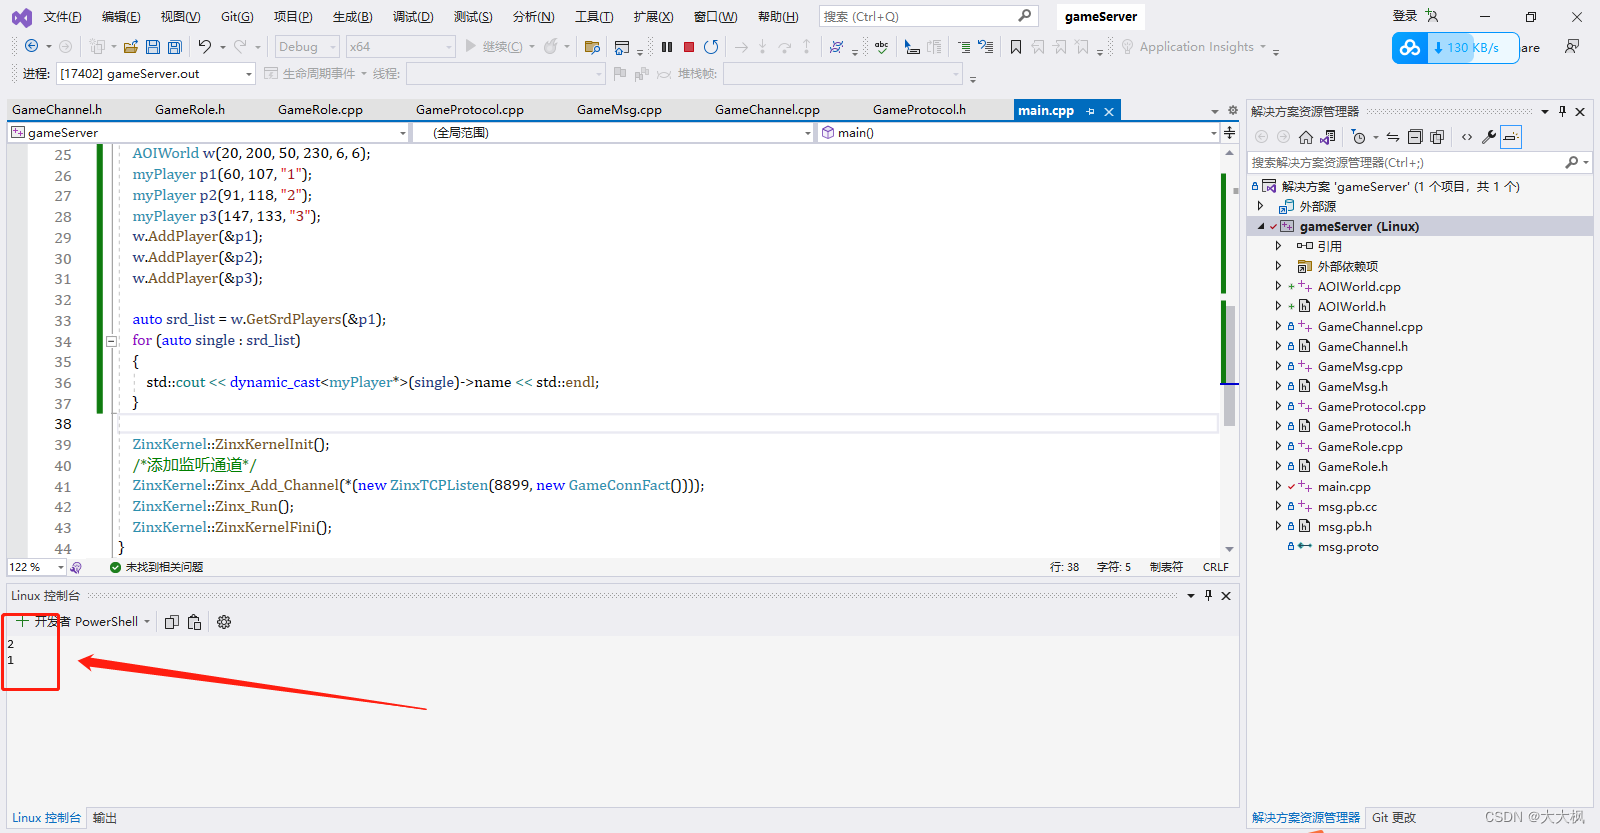 文件(F) 编辑(E) 视图(V) Git(G) 项目(P) 生成(B) 调试(D) 测试(S) 分析(N) 工具(T) 扩展(X) 窗口(W) 帮助(H) 搜索 (Ctrl+Q) gameServer 登录
Debug x64 继续(C) abc Application Insights 130 KB/s are
进程: [17402] gameServer.out 生命周期事件 线程: 堆栈帧:
GameChannel.h GameRole.h GameRole.cpp GameProtocol.cpp GameMsg.cpp GameChannel.cpp GameProtocol.h main.cpp
gameServer (全局范围) main()
25 AOIWorld w(20, 200, 50, 230, 6, 6);
26 myPlayer p1(60, 107, "1");
27 myPlayer p2(91, 118, "2");
28 myPlayer p3(147, 133, "3");
29 w.AddPlayer(&p1);
30 w.AddPlayer(&p2);
31 w.AddPlayer(&p3);
32
33 auto srd_list = w.GetSrdPlayers(&p1);
34 for (auto single : srd_list)
35 {
36 std::cout << dynamic_cast<myPlayer*>(single)->name << std::endl;
37 }
38
39 ZinxKernel::ZinxKernelInit();
40 /*添加监听通道*/
41 ZinxKernel::Zinx_Add_Channel(*(new ZinxTCPListen(8899, new GameConnFact())));
42 ZinxKernel::Zinx_Run();
43 ZinxKernel::ZinxKernelFini();
44 }
122 % 未找到相关问题 行: 38 字符: 5 制表符 CRLF
Linux 控制台
开发者 PowerShell
2
1
Linux 控制台 输出
解决方案资源管理器
搜索解决方案资源管理器(Ctrl+;)
解决方案 'gameServer' (1 个项目，共 1 个)
外部源
gameServer (Linux)
引用
外部依赖项
AOIWorld.cpp
AOIWorld.h
GameChannel.cpp
GameChannel.h
GameMsg.cpp
GameMsg.h
GameProtocol.cpp
GameProtocol.h
GameRole.cpp
GameRole.h
main.cpp
msg.pb.cc
msg.pb.h
msg.proto
解决方案资源管理器 Git 更改
CSDN @大大枫